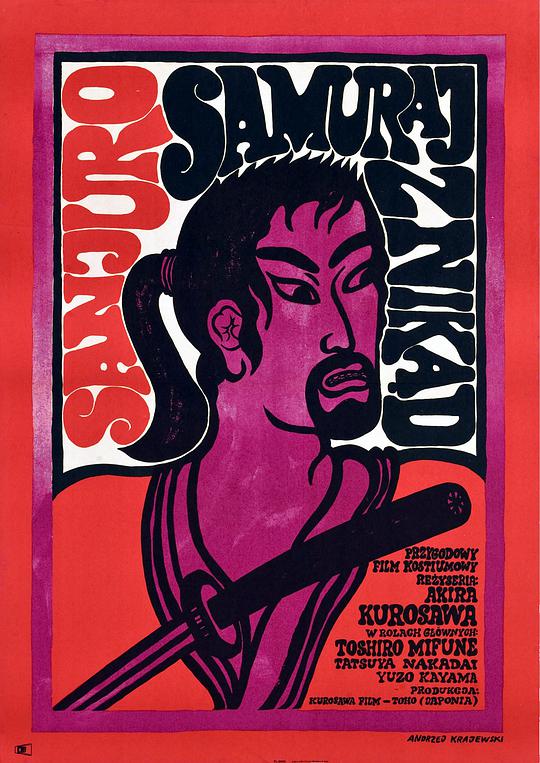 SANJURO
SAMURAJ
ZNIKĄD
PRZYGODOWY
FILM KOSTIUMOWY
REŻYSERIA:
AKIRA
KUROSAWA
W ROLACH GŁÓWNYCH:
TOSHIRO MIFUNE
TATSUYA NAKADAI
YUZO KAYAMA
PRODUKCJA:
KUROSAWA FILM – TOHO (JAPONIA)
ANDRZEJ KRAJEWSKI